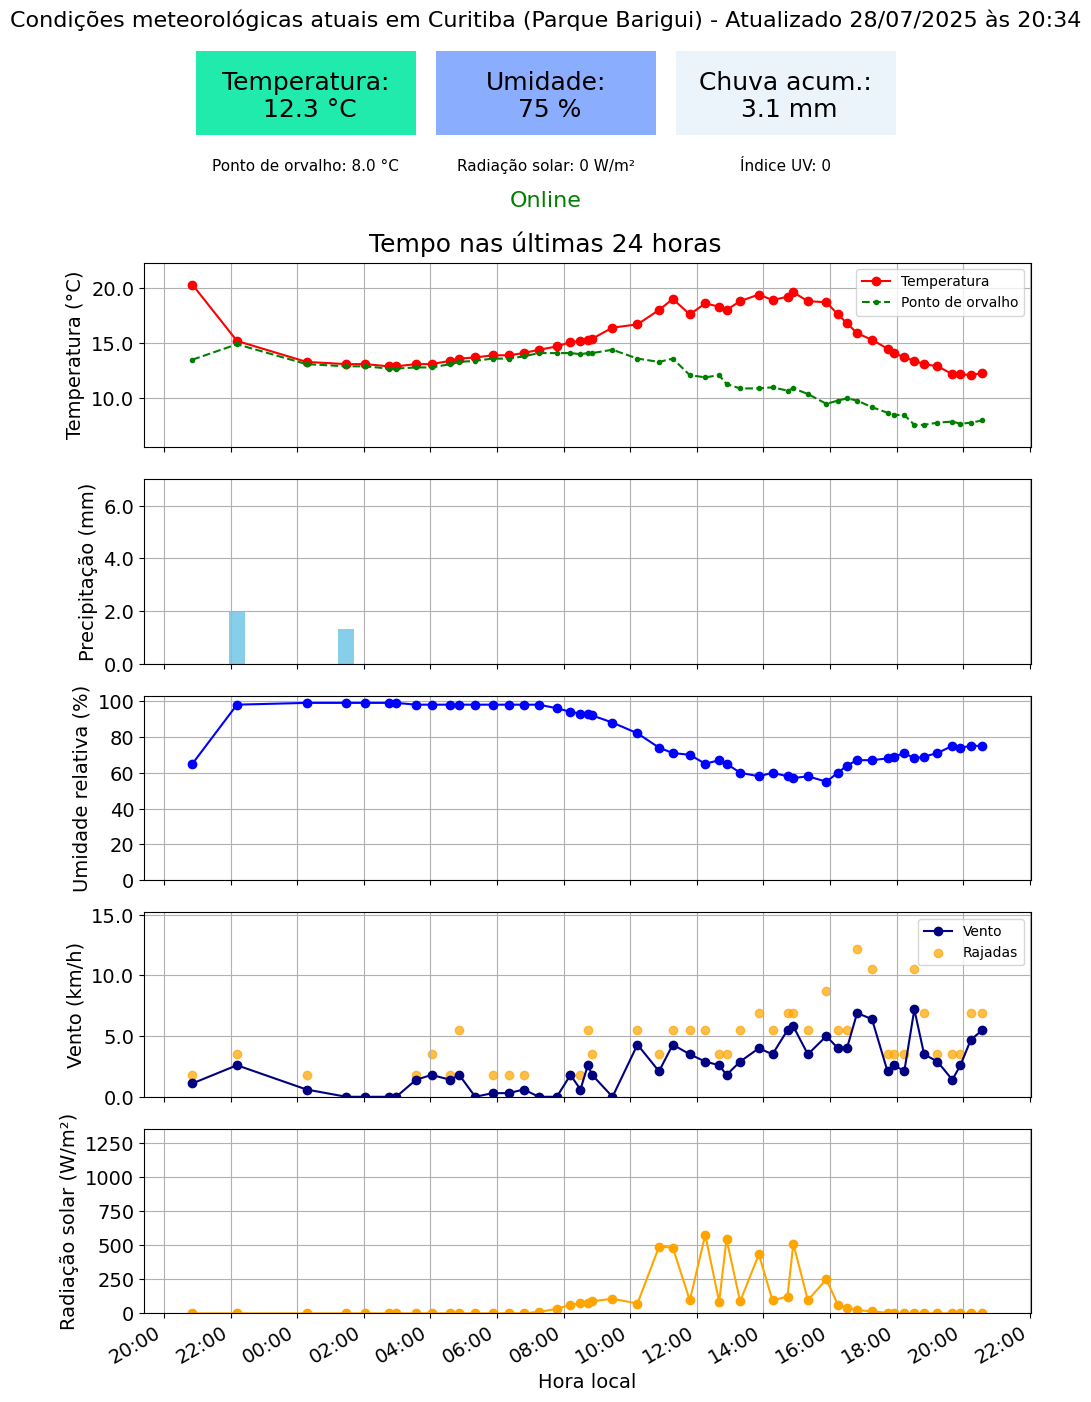 Condições meteorológicas atuais em Curitiba (Parque Barigui) - Atualizado 28/07/2025 às 20:34
Temperatura:
12.3 °C
Umidade:
75 %
Chuva acum.:
3.1 mm
Ponto de orvalho: 8.0 °C
Radiação solar: 0 W/m²
Índice UV: 0
Online
Tempo nas últimas 24 horas
Temperatura (°C)
20.0
15.0
10.0
Temperatura
Ponto de orvalho
Precipitação (mm)
6.0
4.0
2.0
0.0
Umidade relativa (%)
100
80
60
40
20
0
Vento (km/h)
15.0
10.0
5.0
0.0
Vento
Rajadas
Radiação solar (W/m²)
1250
1000
750
500
250
0
20:00
22:00
00:00
02:00
04:00
06:00
08:00
10:00
12:00
14:00
16:00
18:00
20:00
22:00
Hora local